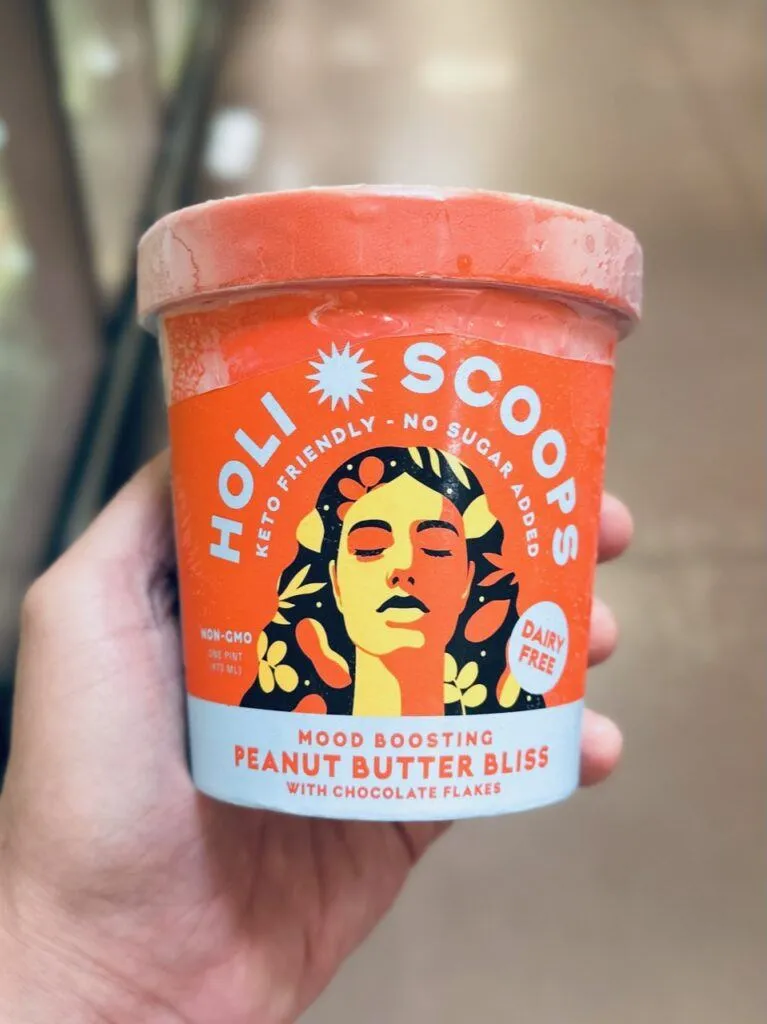 HOLI SCOOPS
KETO FRIENDLY - NO SUGAR ADDED
NON-GMO
ONE PINT
(473 ML)
DAIRY
FREE
MOOD BOOSTING
PEANUT BUTTER BLISS
WITH CHOCOLATE FLAKES